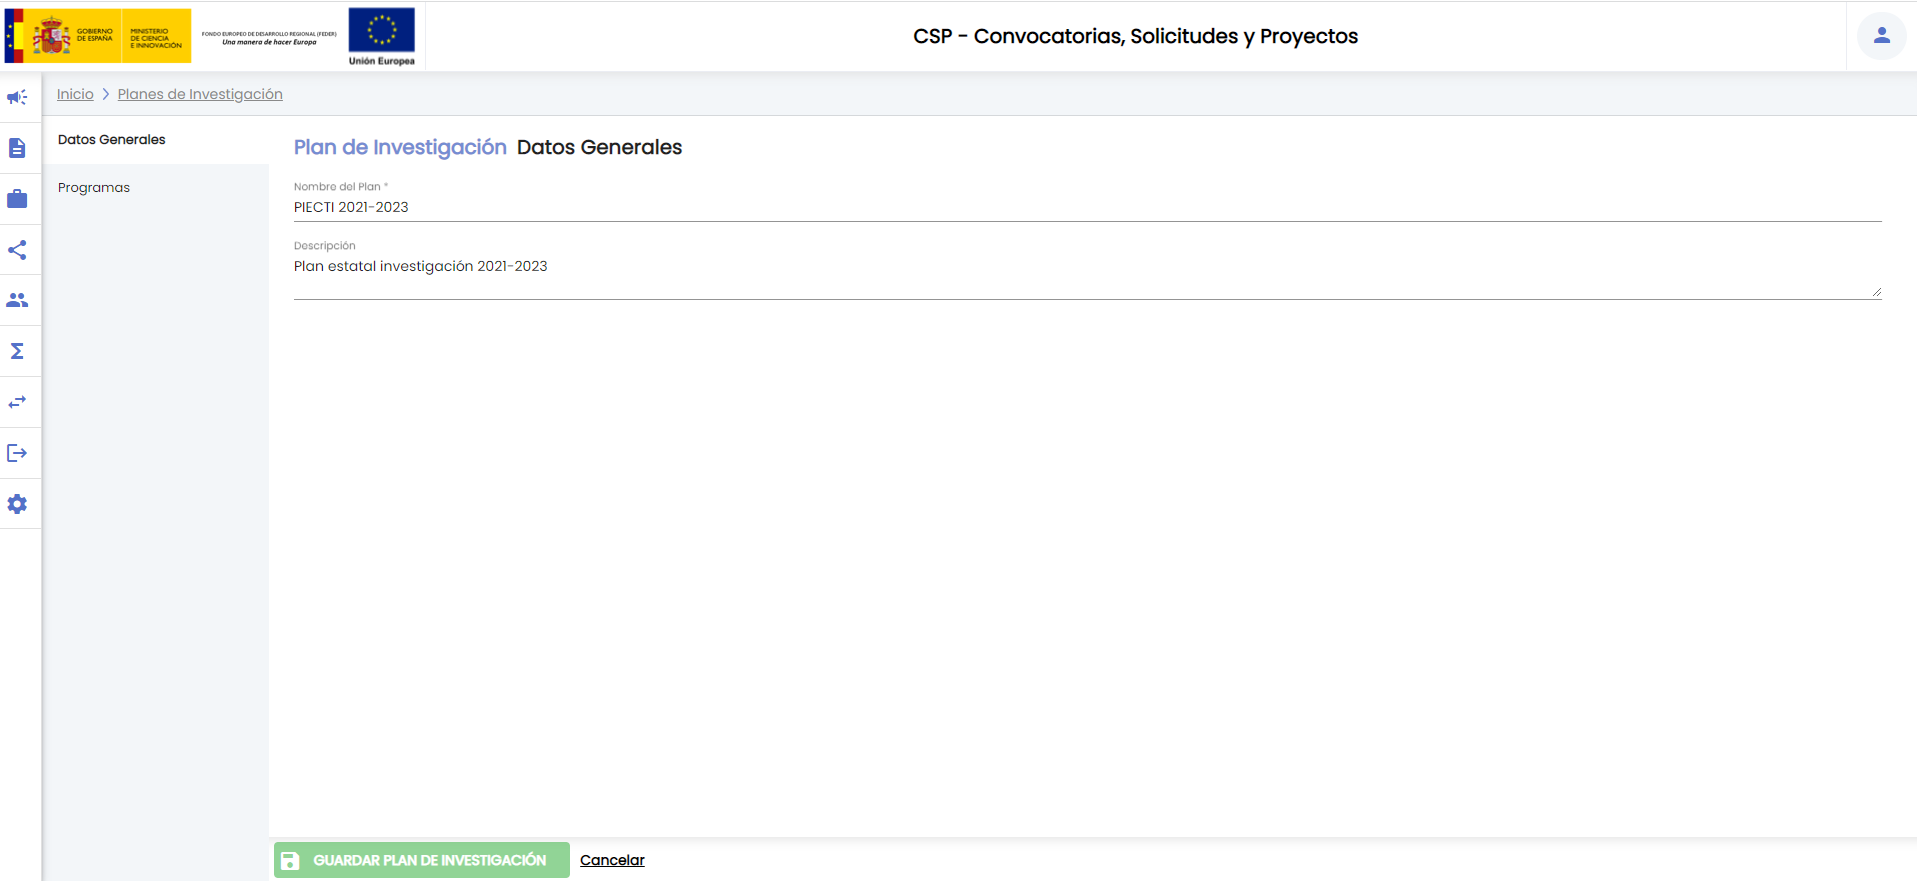 GOBIERNO
DE ESPAÑA
MINISTERIO
DE CIENCIA
E INNOVACIÓN
FONDO EUROPEO DE DESARROLLO REGIONAL (FEDER)
Una manera de hacer Europa
Unión Europea
CSP - Convocatorias, Solicitudes y Proyectos
Inicio > Planes de Investigación
Datos Generales
Programas
Plan de Investigación Datos Generales
Nombre del Plan *
PIECTI 2021-2023
Descripción
Plan estatal investigación 2021-2023
GUARDAR PLAN DE INVESTIGACIÓN
Cancelar